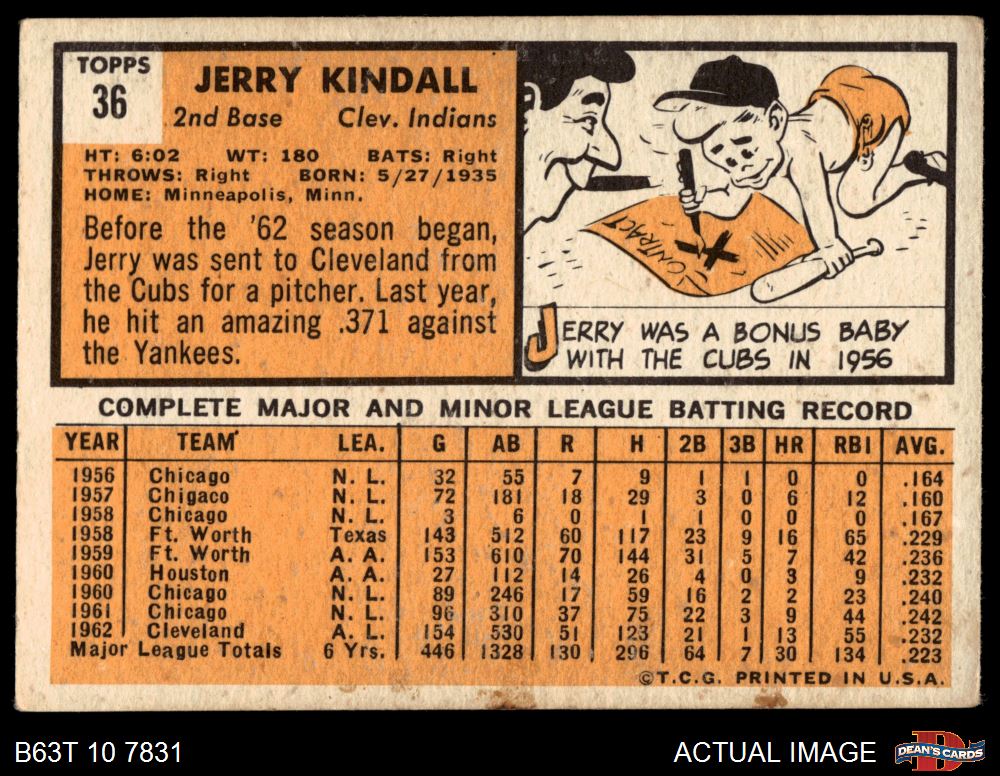 TOPPS
36
JERRY KINDALL
2nd Base Clev. Indians
HT: 6:02 WT: 180 BATS: Right
THROWS: Right BORN: 5/27/1935
HOME: Minneapolis, Minn.
Before the '62 season began,
Jerry was sent to Cleveland from
the Cubs for a pitcher. Last year,
he hit an amazing .371 against
the Yankees.
CONTRACT
X
JERRY WAS A BONUS BABY
WITH THE CUBS IN 1956
COMPLETE MAJOR AND MINOR LEAGUE BATTING RECORD
YEAR TEAM LEA. G AB R H 2B 3B HR RBI AVG.
1956 Chicago N. L. 32 55 7 9 1 1 0 0 .164
1957 Chigaco N. L. 72 181 18 29 3 0 6 12 .160
1958 Chicago N. L. 3 6 0 1 1 0 0 0 .167
1958 Ft. Worth Texas 143 512 60 117 23 9 16 65 .229
1959 Ft. Worth A. A. 153 610 70 144 31 5 7 42 .236
1960 Houston A. A. 27 112 14 26 4 0 3 9 .232
1960 Chicago N. L. 89 246 17 59 16 2 2 23 .240
1961 Chicago N. L. 96 310 37 75 22 3 9 44 .242
1962 Cleveland A. L. 154 530 51 123 21 1 13 55 .232
Major League Totals 6 Yrs. 446 1328 130 296 64 7 30 134 .223
©T.C.G. PRINTED IN U.S.A.
B63T 10 7831 ACTUAL IMAGE DEAN'S CARDS